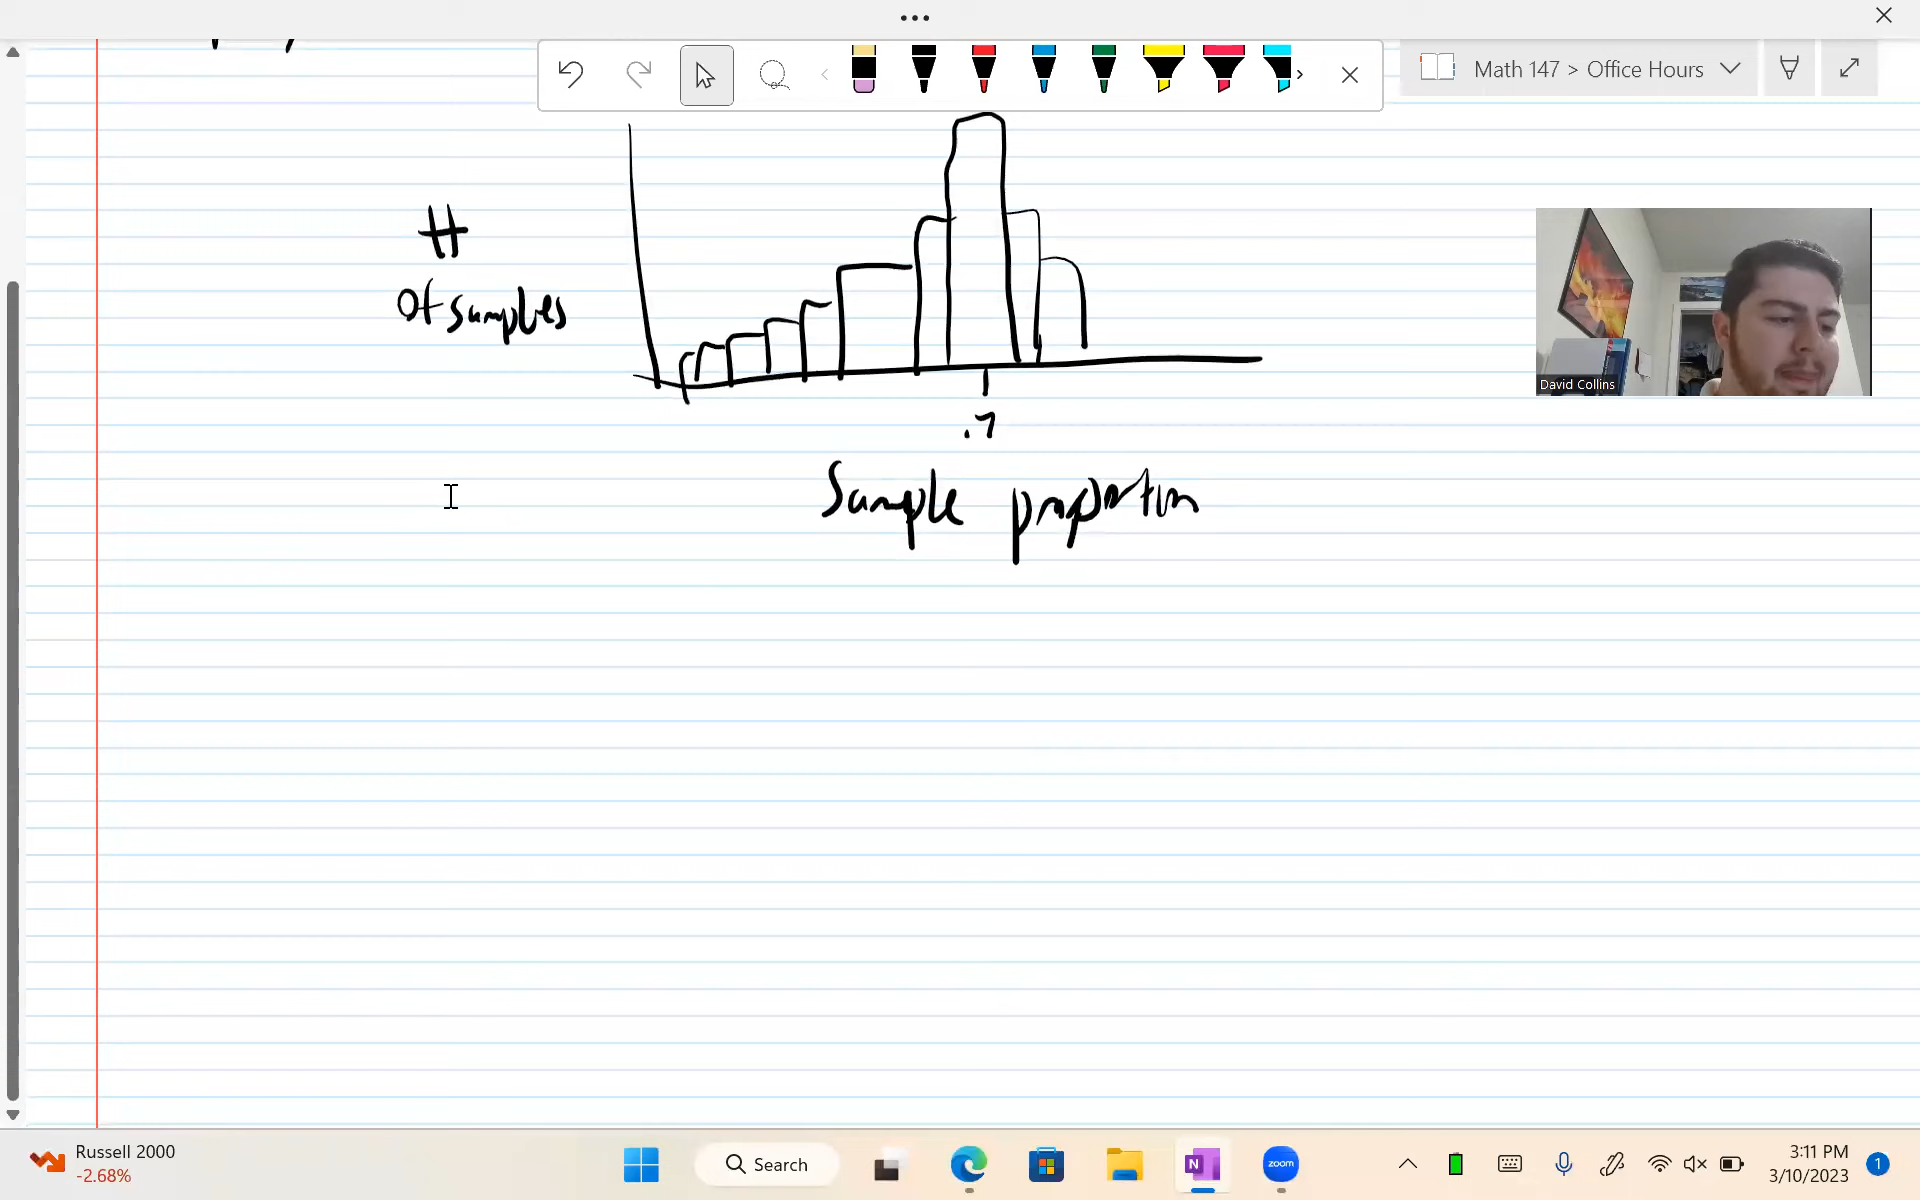 Math 147 > Office Hours
#
of samples
David Collins
.7
Sample proportion
Russell 2000
-2.68%
Search
N
zoom
3:11 PM
3/10/2023
1